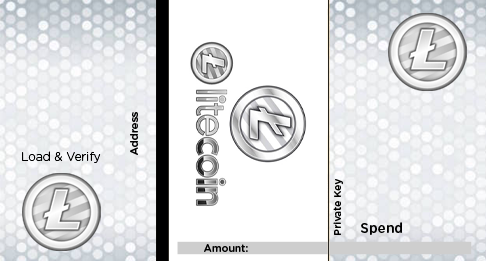 Load & Verify
Address
litecoin
Amount:
Private Key
Spend